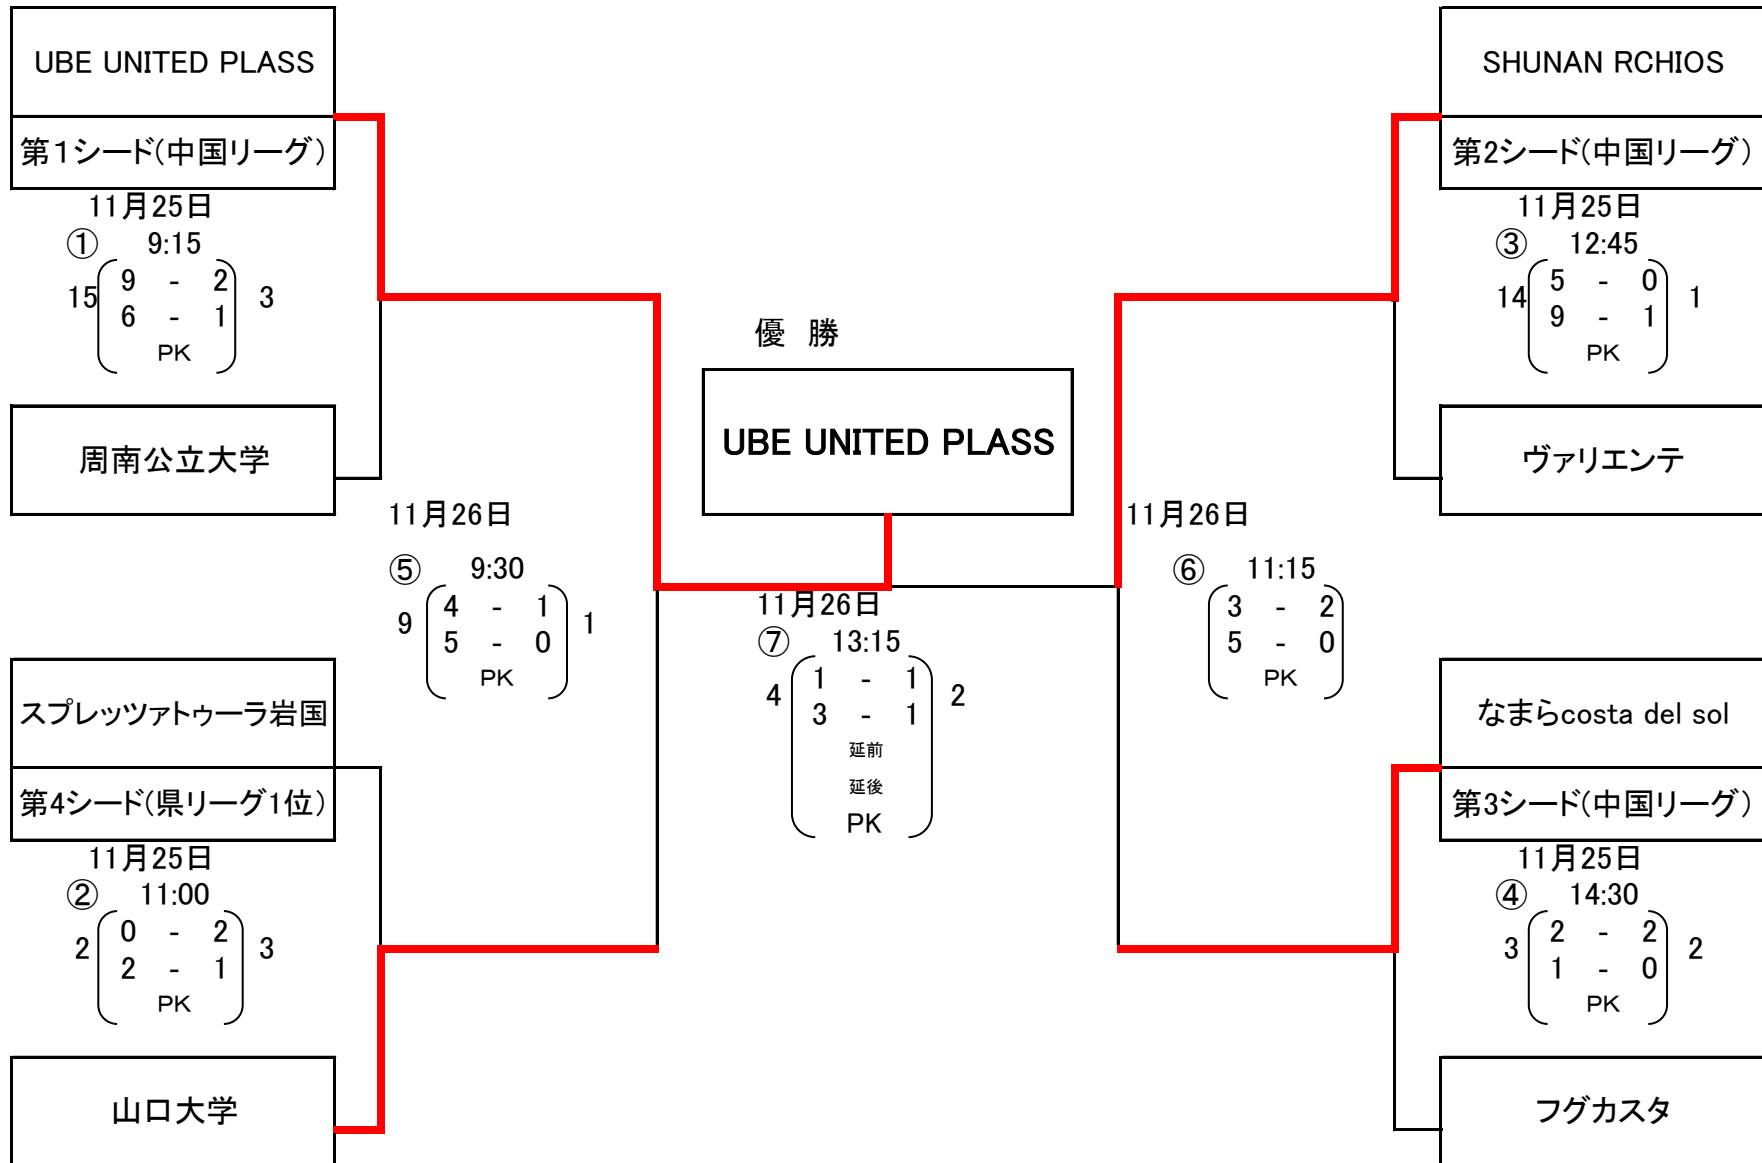 UBE UNITED PLASS
第1シード(中国リーグ)
11月25日
① 9:15
9 - 2
15 3
6 - 1
PK
周南公立大学
スプレッツァトゥーラ岩国
第4シード(県リーグ1位)
11月25日
② 11:00
0 - 2
2 3
2 - 1
PK
山口大学
11月26日
⑤ 9:30
4 - 1
9 1
5 - 0
PK
優 勝
UBE UNITED PLASS
11月26日
⑦ 13:15
1 - 1
4 2
3 - 1
延前
延後
PK
11月26日
⑥ 11:15
3 - 2
5 - 0
PK
SHUNAN RCHIOS
第2シード(中国リーグ)
11月25日
③ 12:45
5 - 0
14 1
9 - 1
PK
ヴァリエンテ
なまらcosta del sol
第3シード(中国リーグ)
11月25日
④ 14:30
2 - 2
3 2
1 - 0
PK
フグカスタ